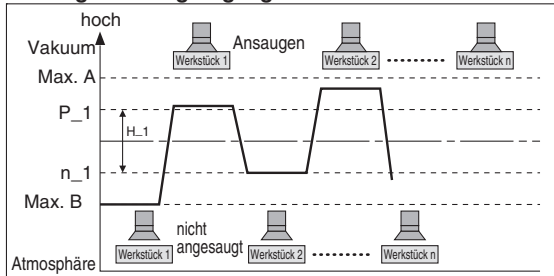 hoch
Vakuum
Ansaugen
Werkstück 1
Werkstück 2
Werkstück n
Max. A
P_1
H_1
n_1
Max. B
nicht
angesaugt
Werkstück 1
Werkstück 2
Werkstück n
Atmosphäre